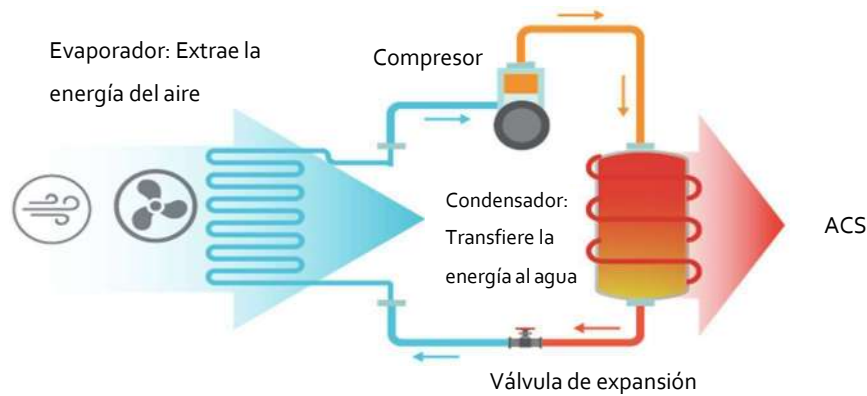 Evaporador: Extrae la
energía del aire
Compresor
Condensador:
Transfiere la
energía al agua
ACS
Válvula de expansión